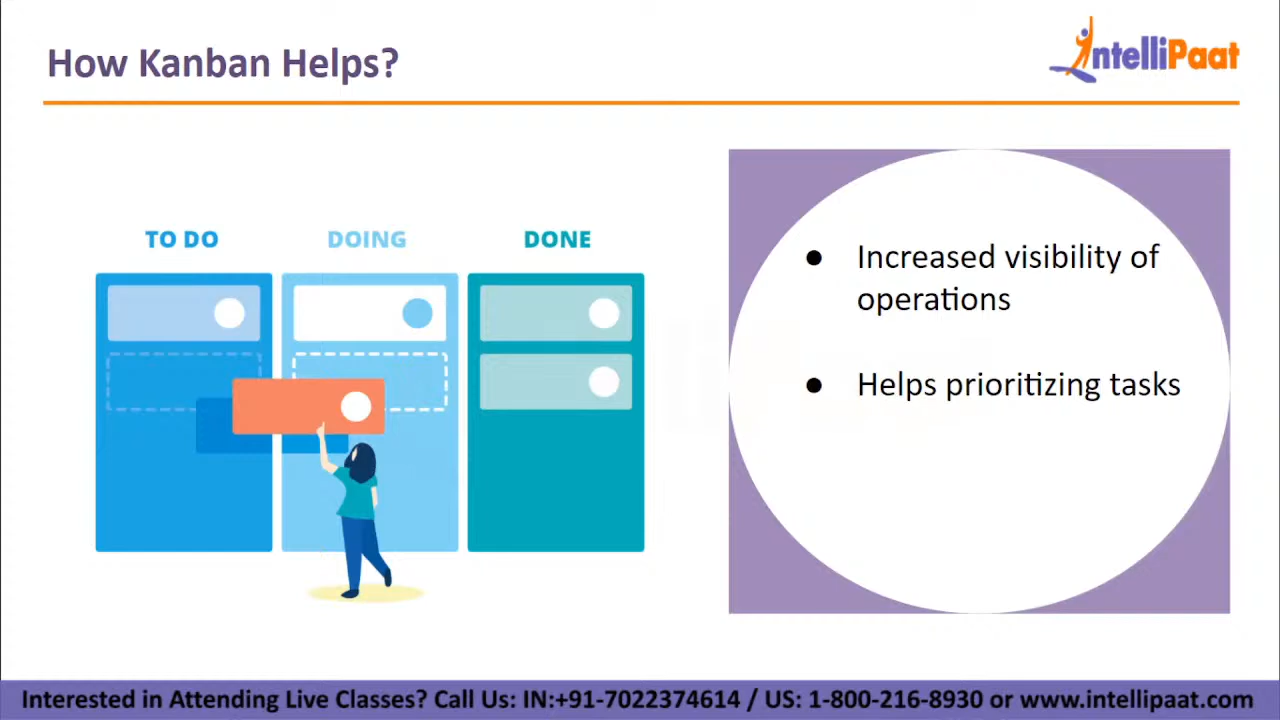 How Kanban Helps?
IntelliPaat
TO DO
DOING
DONE
● Increased visibility of
operations
● Helps prioritizing tasks
Interested in Attending Live Classes? Call Us: IN:+91-7022374614 / US: 1-800-216-8930 or www.intellipaat.com